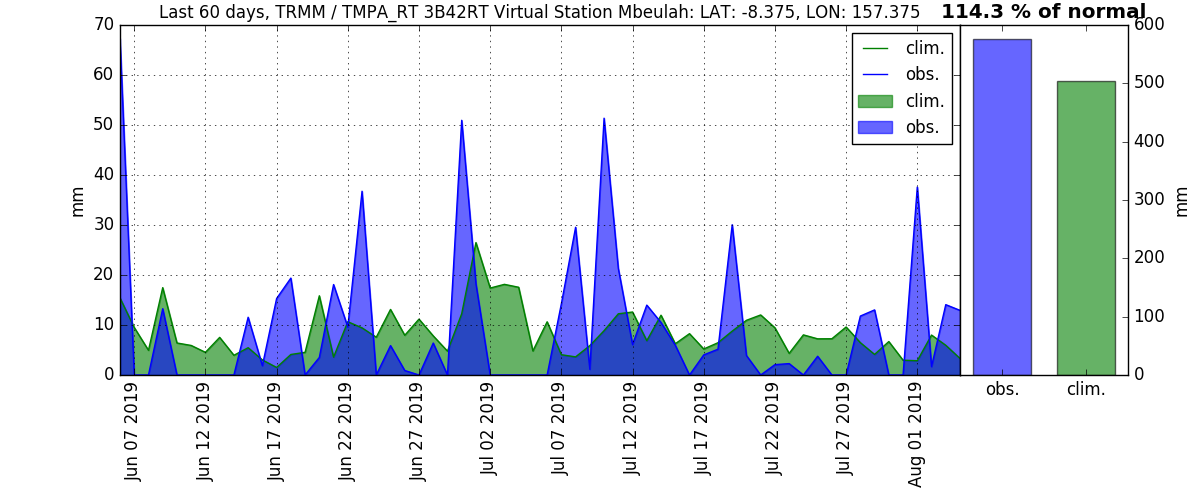 Last 60 days, TRMM / TMPA_RT 3B42RT Virtual Station Mbeulah: LAT: -8.375, LON: 157.375
114.3 % of normal
70
60
50
40
30
20
10
0
mm
clim.
obs.
clim.
obs.
Jun 07 2019
Jun 12 2019
Jun 17 2019
Jun 22 2019
Jun 27 2019
Jul 02 2019
Jul 07 2019
Jul 12 2019
Jul 17 2019
Jul 22 2019
Jul 27 2019
Aug 01 2019
600
500
400
300
200
100
0
mm
obs.
clim.